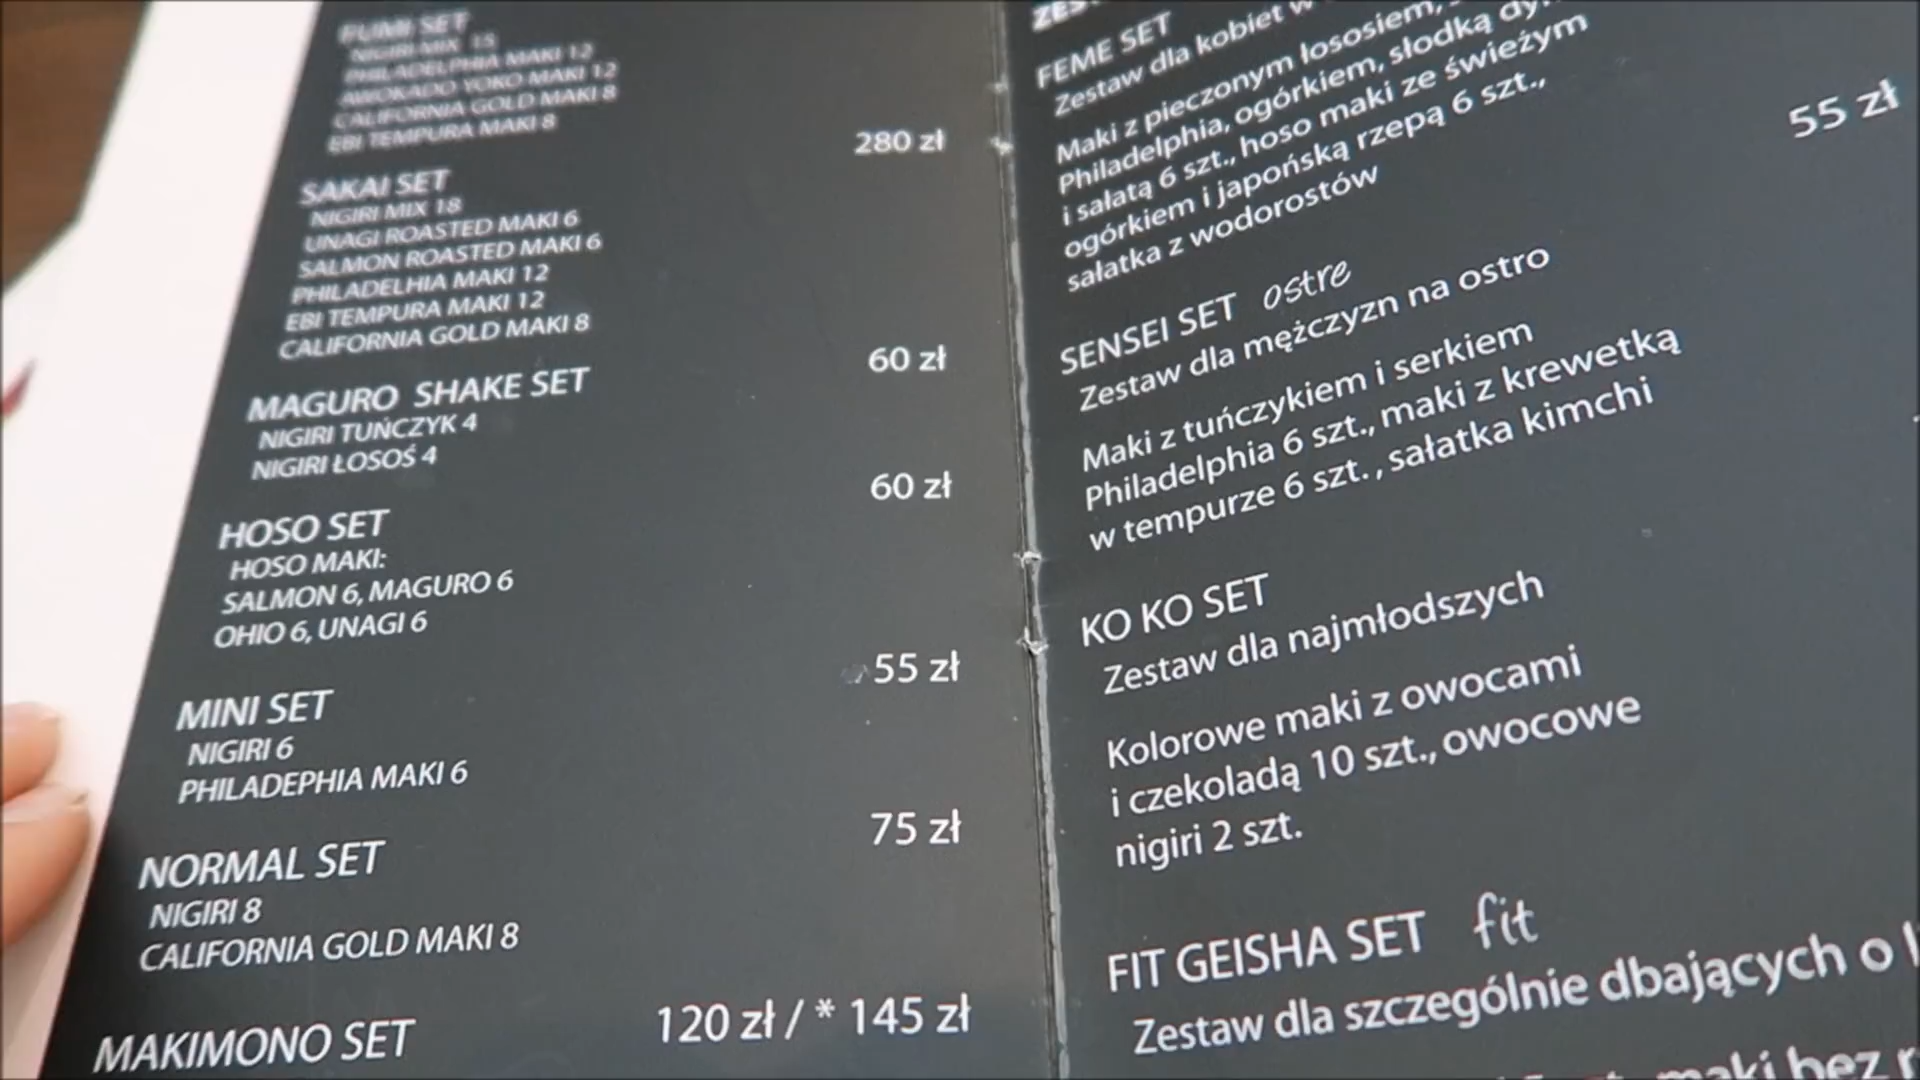 FUMI SET
NIGIRI MIX 15
PHILADELPHIA MAKI 12
AWOKADO YOKO MAKI 12
CALIFORNIA GOLD MAKI 8
EBI TEMPURA MAKI 8
SAKAI SET 280 zł
NIGIRI MIX 18
UNAGI ROASTED MAKI 6
SALMON ROASTED MAKI 6
PHILADELHIA MAKI 12
EBI TEMPURA MAKI 12
CALIFORNIA GOLD MAKI 8
MAGURO SHAKE SET 60 zł
NIGIRI TUŃCZYK 4
NIGIRI ŁOSOŚ 4
HOSO SET 60 zł
HOSO MAKI:
SALMON 6, MAGURO 6
OHIO 6, UNAGI 6
MINI SET 55 zł
NIGIRI 6
PHILADEPHIA MAKI 6
NORMAL SET 75 zł
NIGIRI 8
CALIFORNIA GOLD MAKI 8
MAKIMONO SET 120 zł / * 145 zł
FEME SET
Zestaw dla kobiet w
Maki z pieczonym łososiem,
Philadelphia, ogórkiem, słodką
i sałatą 6 szt., hoso maki ze świeżym
ogórkiem i japońską rzepą 6 szt.,
sałatka z wodorostów
55 zł
SENSEI SET ostre
Zestaw dla mężczyzn na ostro
Maki z tuńczykiem i serkiem
Philadelphia 6 szt., maki z krewetką
w tempurze 6 szt. , sałatka kimchi
KO KO SET
Zestaw dla najmłodszych
Kolorowe maki z owocami
i czekoladą 10 szt., owocowe
nigiri 2 szt.
FIT GEISHA SET fit
Zestaw dla szczególnie dbających o
maki bez